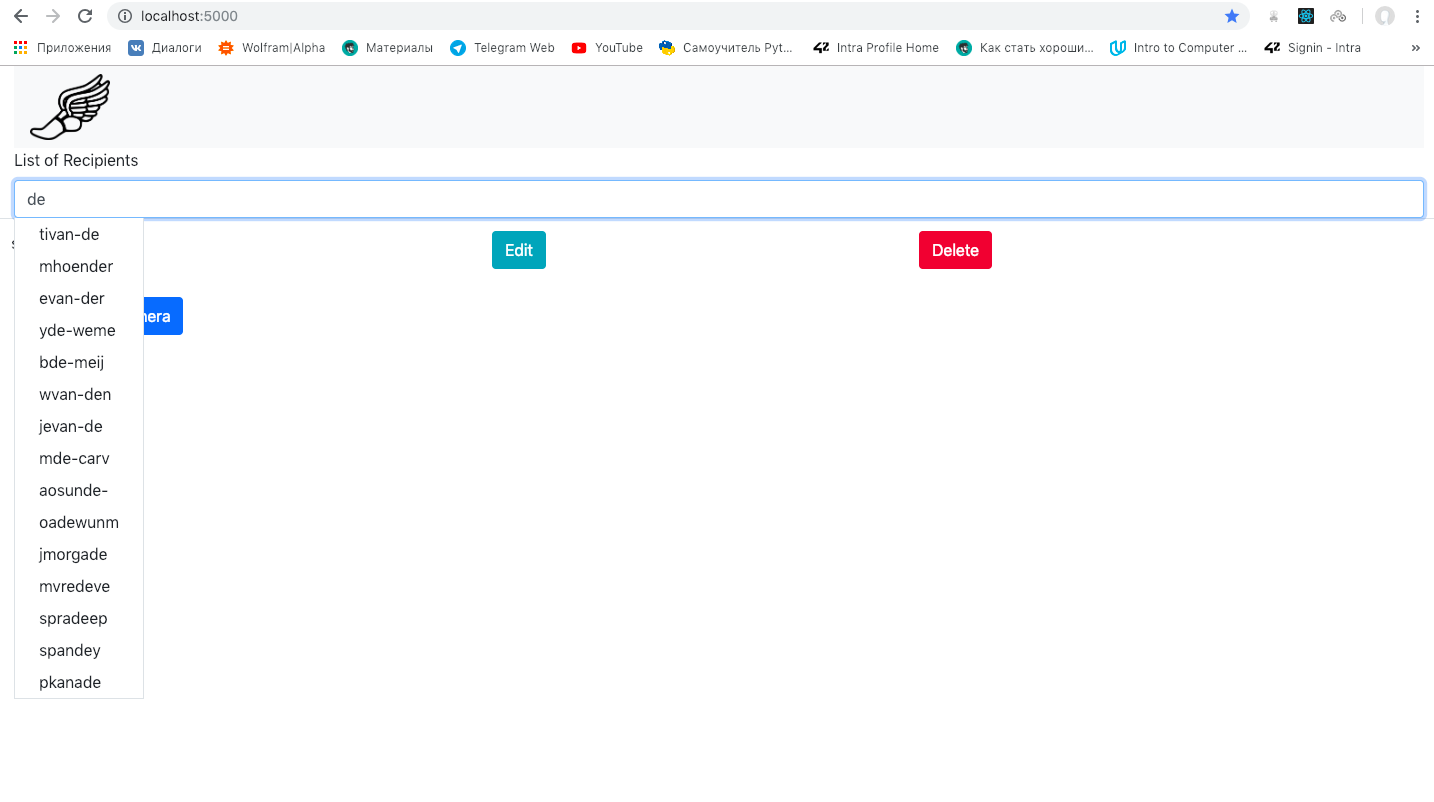 localhost:5000
Приложения Диалоги Wolfram|Alpha Материалы Telegram Web YouTube Самоучитель Pyt... Intra Profile Home Как стать хороши... Intro to Computer ... Signin - Intra »
List of Recipients
de
tivan-de
Edit Delete
mhoender
evan-der
yde-weme
bde-meij
wvan-den
jevan-de
mde-carv
aosunde-
oadewunm
jmorgade
mvredeve
spradeep
spandey
pkanade